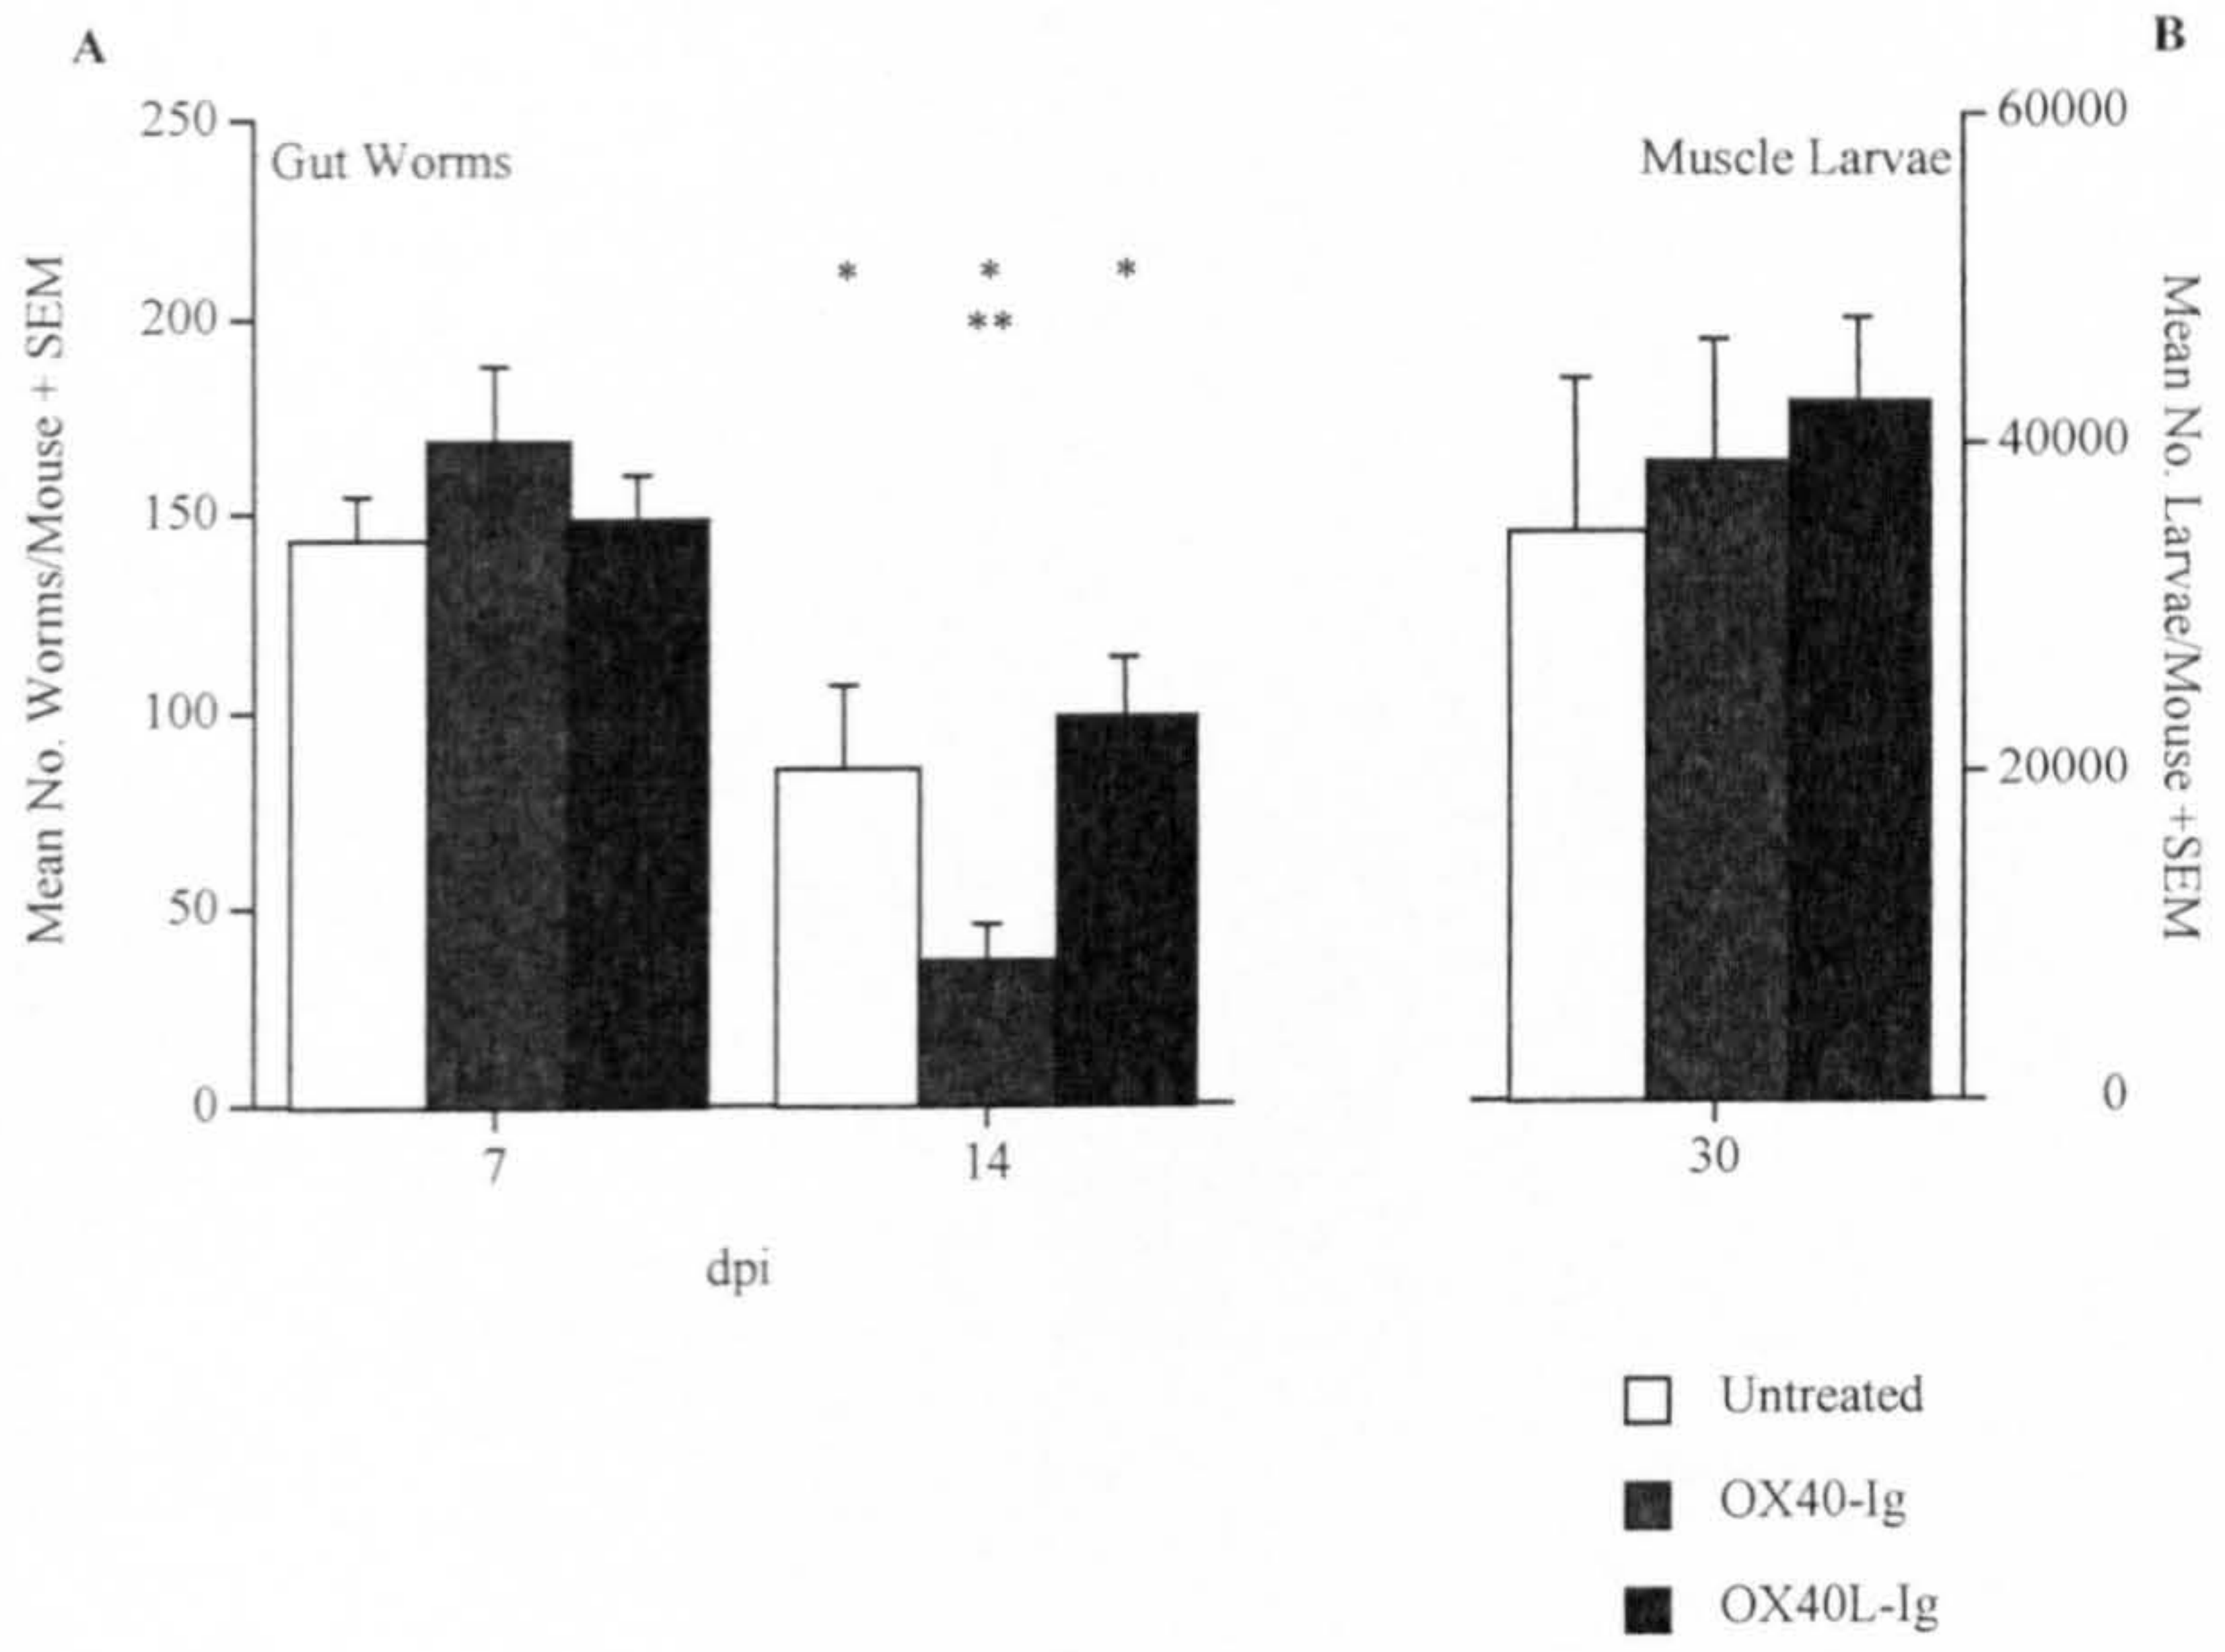 A
B
250
200
150
100
50
0
Mean No. Worms/Mouse + SEM
Gut Worms
* * *
**
7
14
dpi
Muscle Larvae
60000
40000
20000
0
Mean No. Larvae/Mouse +SEM
30
Untreated
OX40-Ig
OX40L-Ig